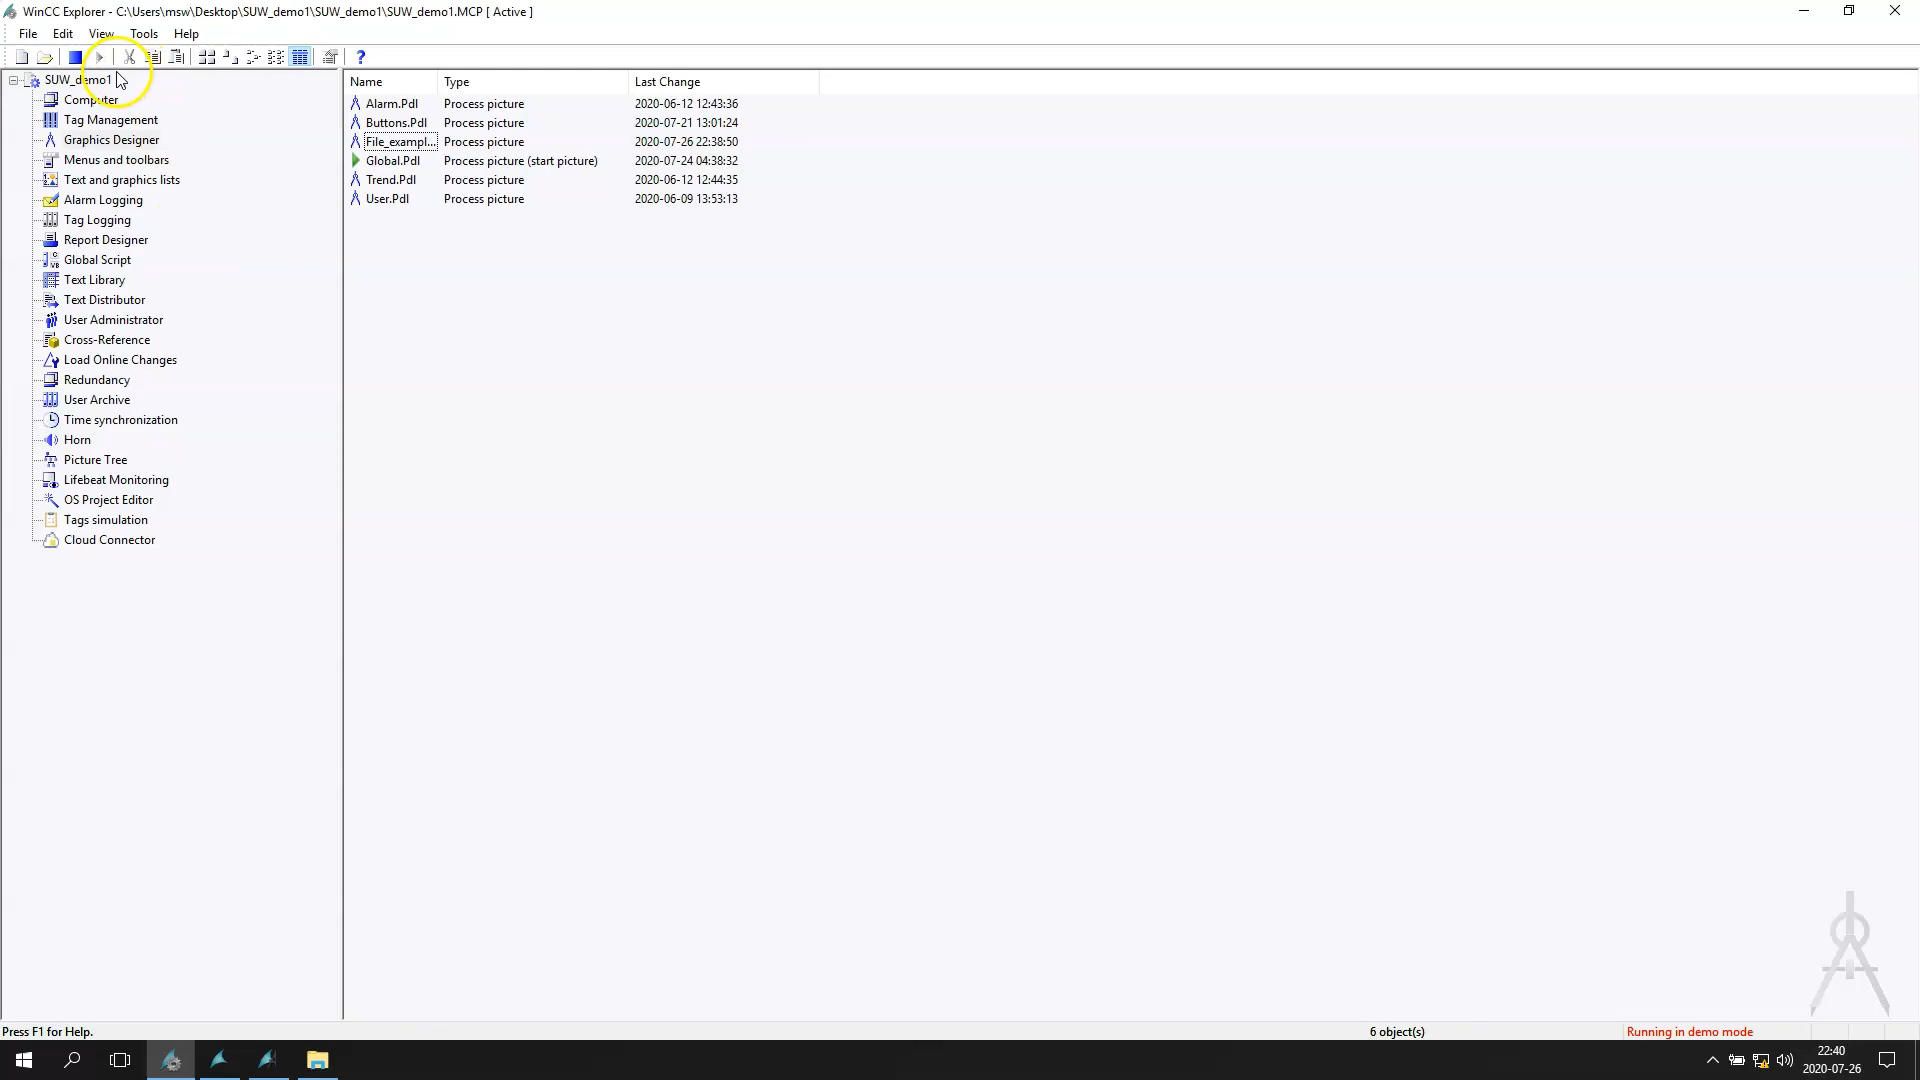 WinCC Explorer - C:\Users\msw\Desktop\SUW_demo1\SUW_demo1\SUW_demo1.MCP [ Active ]
File Edit View Tools Help
SUW_demo1
Computer
Tag Management
Graphics Designer
Menus and toolbars
Text and graphics lists
Alarm Logging
Tag Logging
Report Designer
Global Script
Text Library
Text Distributor
User Administrator
Cross-Reference
Load Online Changes
Redundancy
User Archive
Time synchronization
Horn
Picture Tree
Lifebeat Monitoring
OS Project Editor
Tags simulation
Cloud Connector
Name Type Last Change
Alarm.Pdl Process picture 2020-06-12 12:43:36
Buttons.Pdl Process picture 2020-07-21 13:01:24
File_exampl... Process picture 2020-07-26 22:38:50
Global.Pdl Process picture (start picture) 2020-07-24 04:38:32
Trend.Pdl Process picture 2020-06-12 12:44:35
User.Pdl Process picture 2020-06-09 13:53:13
Press F1 for Help. 6 object(s) Running in demo mode
22:40
2020-07-26